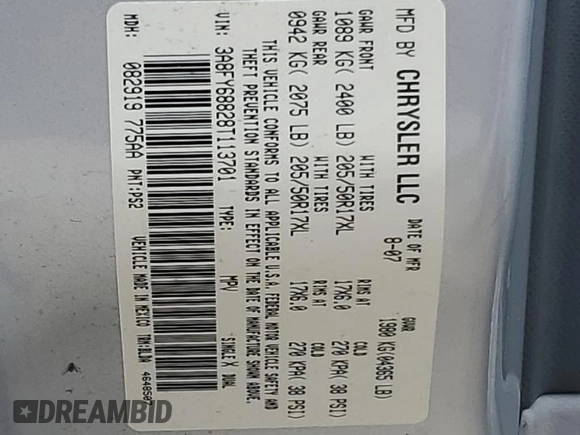 MFD BY CHRYSLER LLC DATE OF MFR GVWR
8-07 1980 KG(04365 LB)
GAWR FRONT WITH TIRES RIMS AT COLD
1089 KG( 2400 LB) 205/50R17XL 17X6.0 270 KPA( 38 PSI)
GAWR REAR WITH TIRES RIMS AT COLD
0942 KG( 2075 LB) 205/50R17XL 17X6.0 270 KPA( 38 PSI)
THIS VEHICLE CONFORMS TO ALL APPLICABLE U.S.A. FEDERAL MOTOR VEHICLE SAFETY AND
THEFT PREVENTION STANDARDS IN EFFECT ON THE DATE OF MANUFACTURE SHOWN ABOVE.
VIN: 3A8FY68828T113701 TYPE: MPV SINGLE X DUAL
MDH: 082919 775AA PNT:PS2 VEHICLE MADE IN MEXICO
DREAMBID